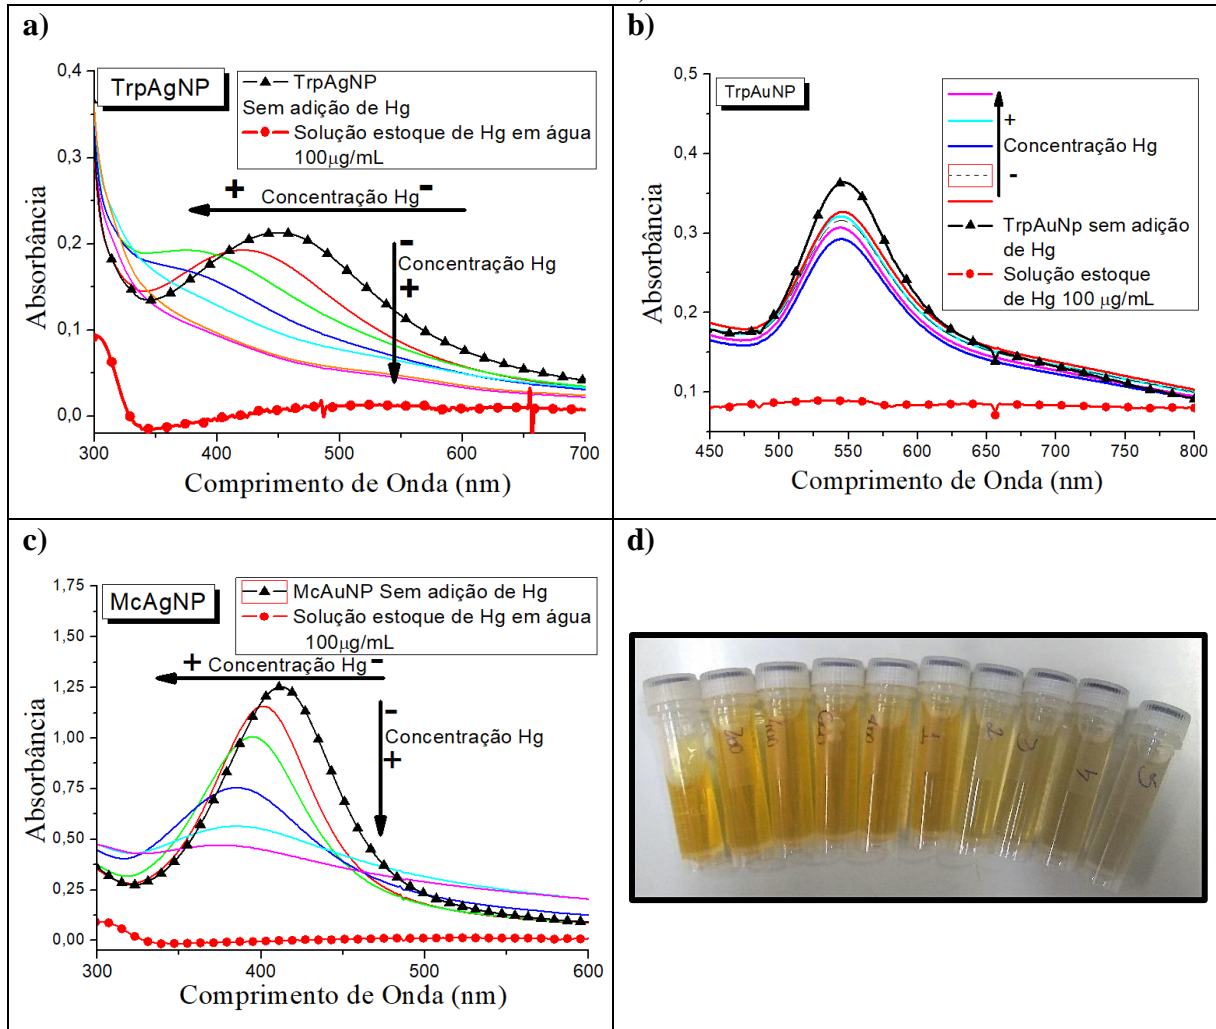 a)
TrpAgNP
TrpAgNP
Sem adição de Hg
Solução estoque de Hg em água
100µg/mL
+ Concentração Hg -
-
Concentração Hg
+
0,4
0,3
0,2
0,1
0,0
Absorbância
300 400 500 600 700
Comprimento de Onda (nm)
b)
TrpAuNP
+
Concentração Hg
-
TrpAuNp sem adição
de Hg
Solução estoque
de Hg 100 µg/mL
0,5
0,4
0,3
0,2
0,1
Absorbância
450 500 550 600 650 700 750 800
Comprimento de Onda (nm)
c)
McAgNP
McAuNP Sem adição de Hg
Solução estoque de Hg em água
100µg/mL
+ Concentração Hg -
-
Concentração Hg
+
1,75
1,50
1,25
1,00
0,75
0,50
0,25
0,00
Absorbância
300 400 500 600
Comprimento de Onda (nm)
d)
1
2
3
4
5